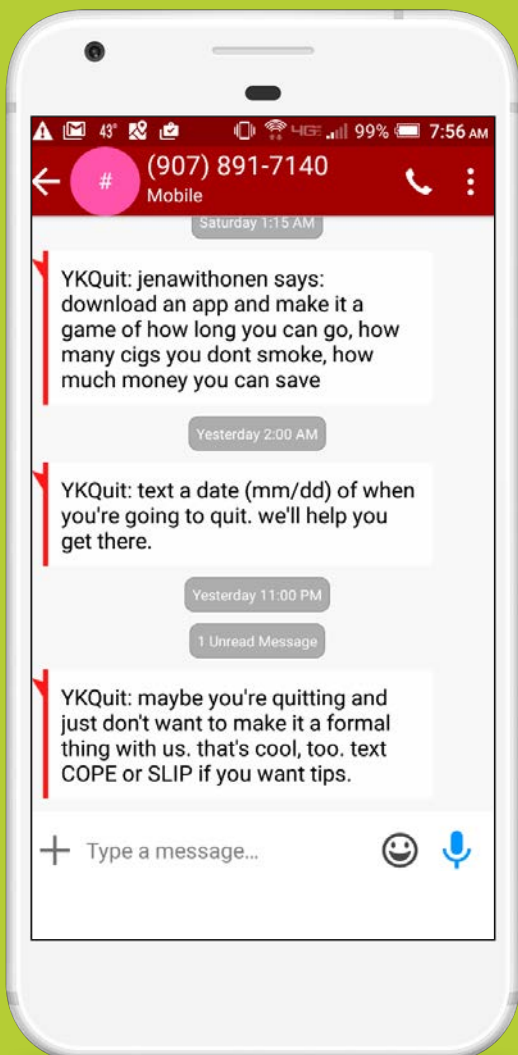 43° 4GE 99% 7:56 AM
# (907) 891-7140
Mobile
Saturday 1:15 AM
YKQuit: jenawithonen says:
download an app and make it a
game of how long you can go, how
many cigs you dont smoke, how
much money you can save
Yesterday 2:00 AM
YKQuit: text a date (mm/dd) of when
you're going to quit. we'll help you
get there.
Yesterday 11:00 PM
1 Unread Message
YKQuit: maybe you're quitting and
just don't want to make it a formal
thing with us. that's cool, too. text
COPE or SLIP if you want tips.
Type a message...